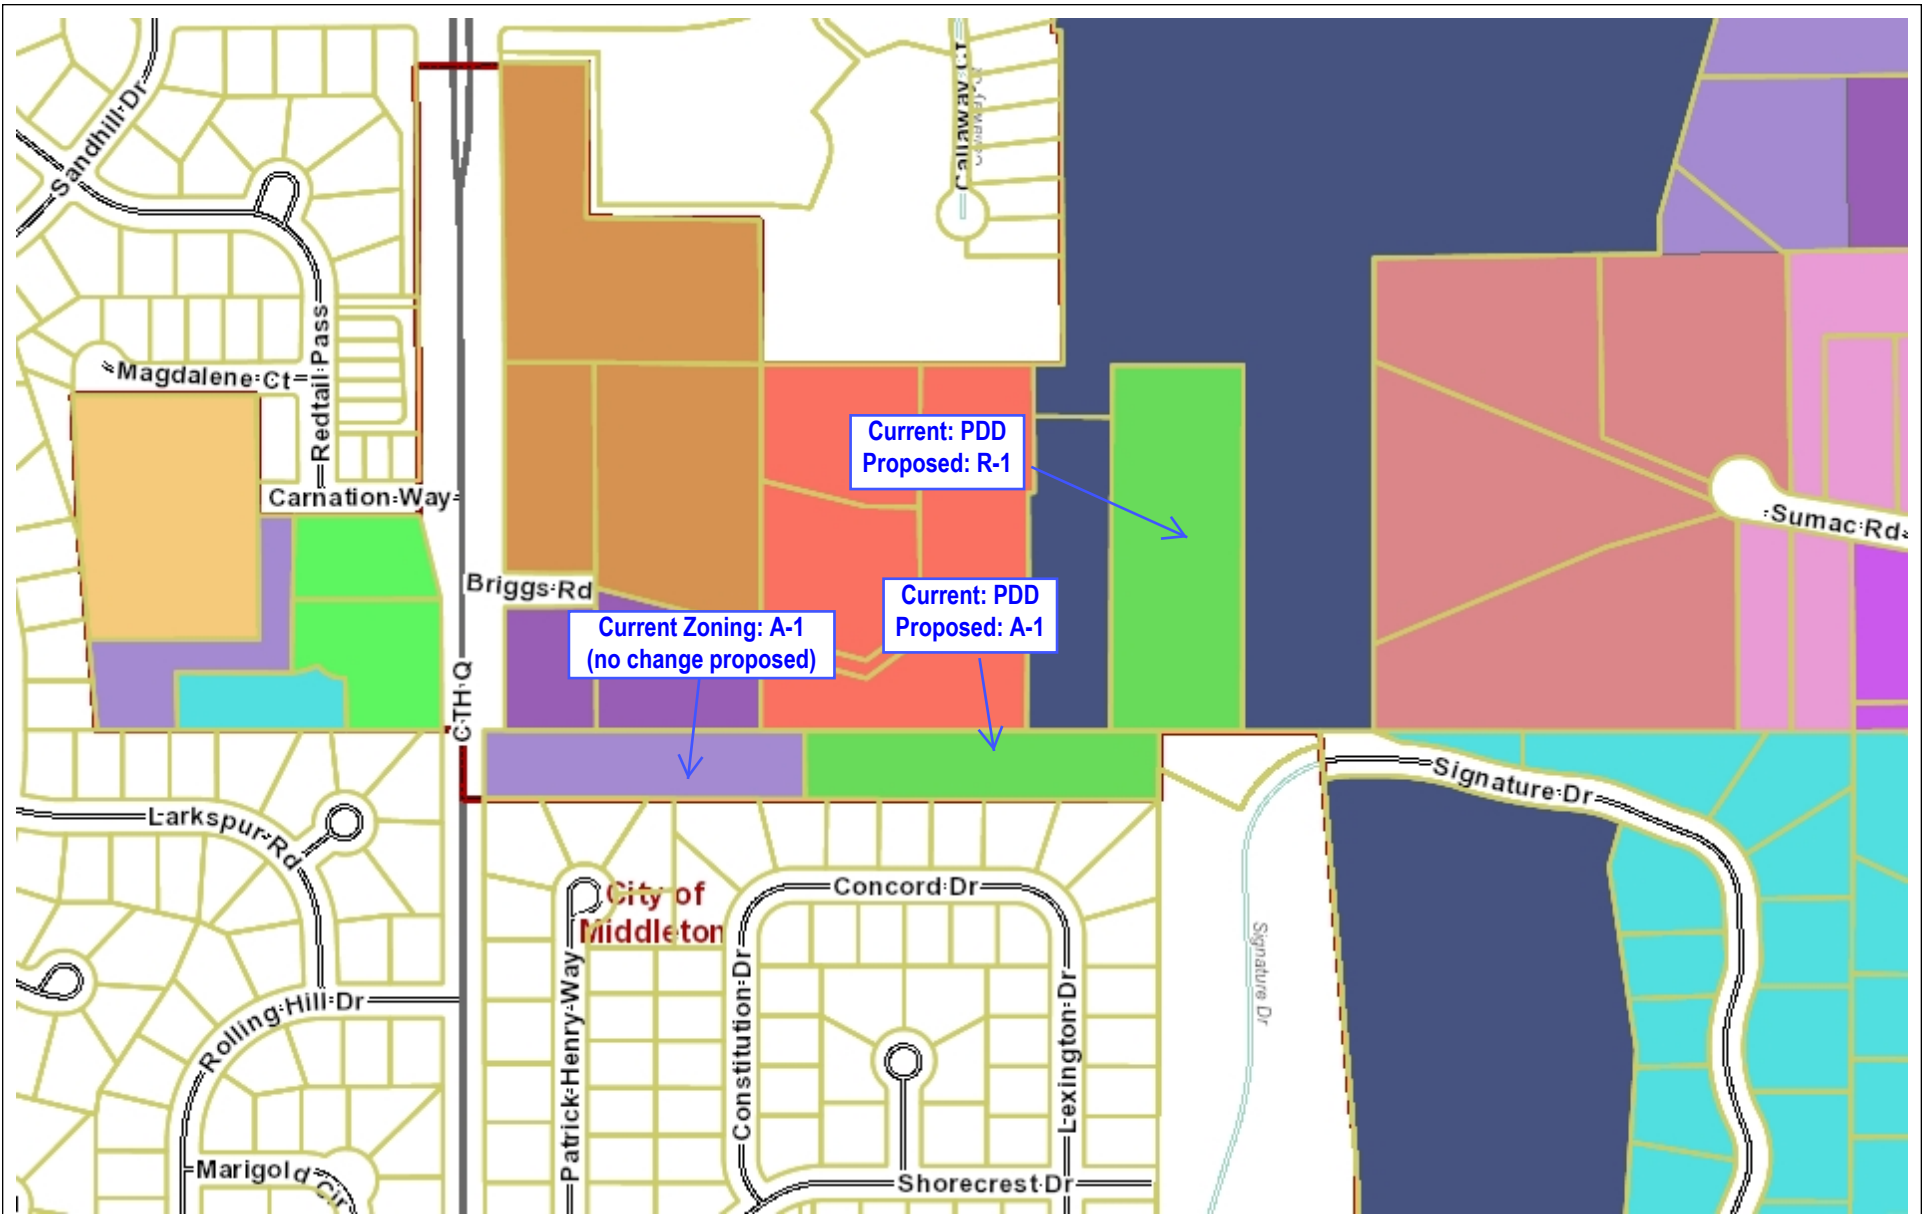 Sandhill Dr
Callaway Ct
Redtail Pass
Magdalene Ct
Carnation Way
Current: PDD
Proposed: R-1
Sumac Rd
Briggs Rd
Current: PDD
Proposed: A-1
Current Zoning: A-1
(no change proposed)
CTH Q
Signature Dr
Larkspur Rd
City of
Middleton
Concord Dr
Signature Dr
Rolling Hill Dr
Patrick Henry Way
Constitution Dr
Lexington Dr
Marigold Cir
Shorecrest Dr